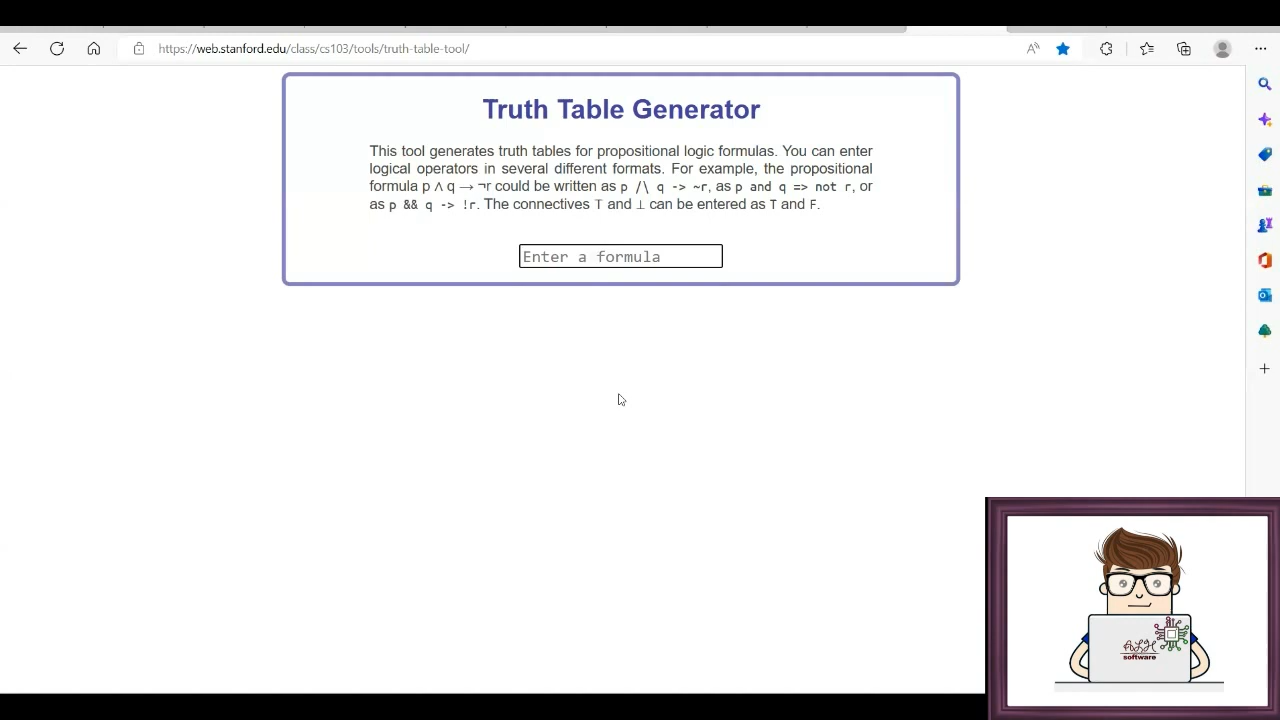 https://web.stanford.edu/class/cs103/tools/truth-table-tool/
Truth Table Generator
This tool generates truth tables for propositional logic formulas. You can enter
logical operators in several different formats. For example, the propositional
formula p ∧ q → ¬r could be written as p /\ q -> ~r, as p and q => not r, or
as p && q -> !r. The connectives ⊤ and ⊥ can be entered as T and F.
Enter a formula
ALH
software